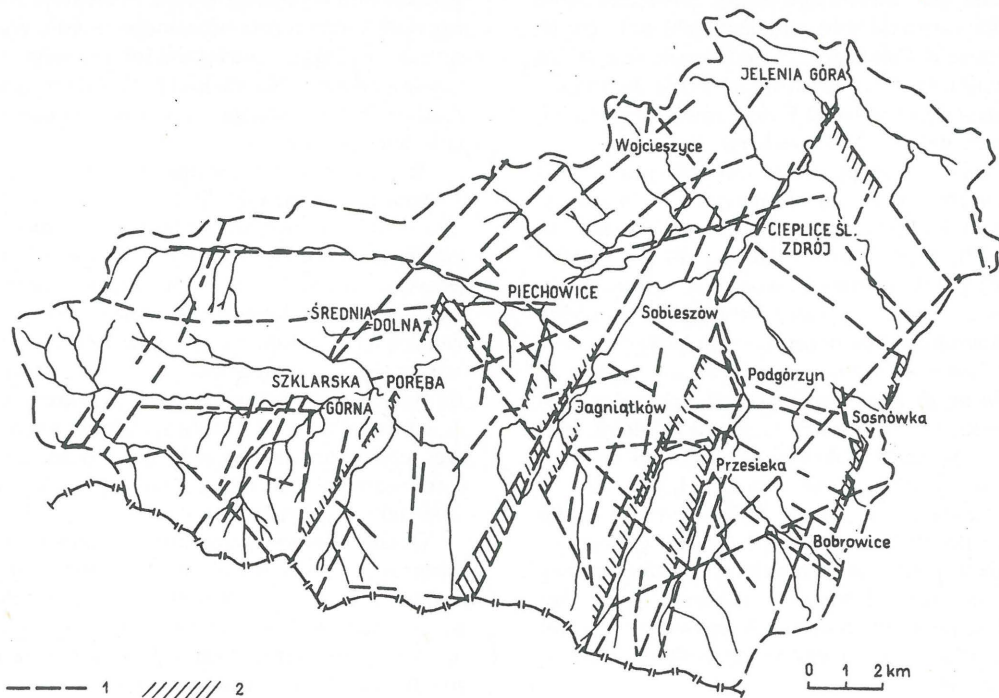 JELENIA GÓRA
Wojcieszyce
CIEPLICE ŚL.
ZDRÓJ
PIECHOWICE
ŚREDNIA
DOLNA
Sobieszów
SZKLARSKA PORĘBA
GÓRNA
Podgórzyn
Jagniątków
Sosnówka
Przesieka
Bobrowice
0 1 2 km
1 2